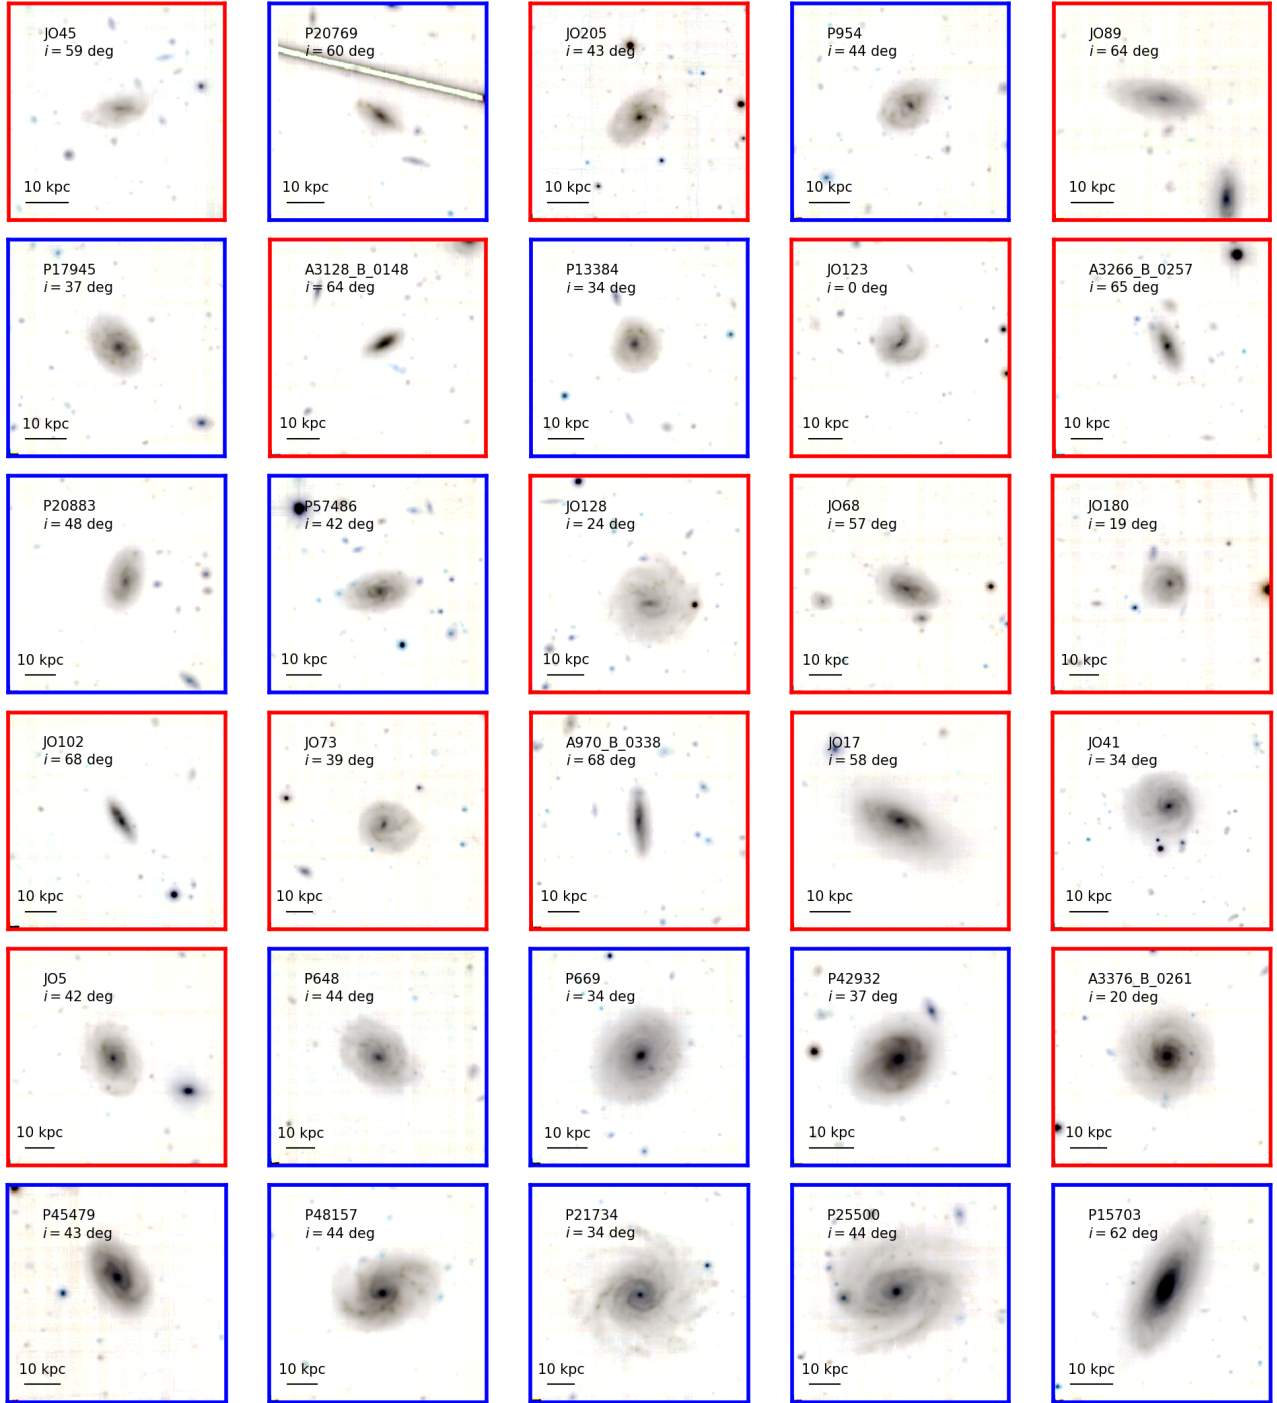 JO45
i = 59 deg
10 kpc
P20769
i = 60 deg
10 kpc
JO205
i = 43 deg
10 kpc
P954
i = 44 deg
10 kpc
JO89
i = 64 deg
10 kpc
P17945
i = 37 deg
10 kpc
A3128_B_0148
i = 64 deg
10 kpc
P13384
i = 34 deg
10 kpc
JO123
i = 0 deg
10 kpc
A3266_B_0257
i = 65 deg
10 kpc
P20883
i = 48 deg
10 kpc
P57486
i = 42 deg
10 kpc
JO128
i = 24 deg
10 kpc
JO68
i = 57 deg
10 kpc
JO180
i = 19 deg
10 kpc
JO102
i = 68 deg
10 kpc
JO73
i = 39 deg
10 kpc
A970_B_0338
i = 68 deg
10 kpc
JO17
i = 58 deg
10 kpc
JO41
i = 34 deg
10 kpc
JO5
i = 42 deg
10 kpc
P648
i = 44 deg
10 kpc
P669
i = 34 deg
10 kpc
P42932
i = 37 deg
10 kpc
A3376_B_0261
i = 20 deg
10 kpc
P45479
i = 43 deg
10 kpc
P48157
i = 44 deg
10 kpc
P21734
i = 34 deg
10 kpc
P25500
i = 44 deg
10 kpc
P15703
i = 62 deg
10 kpc